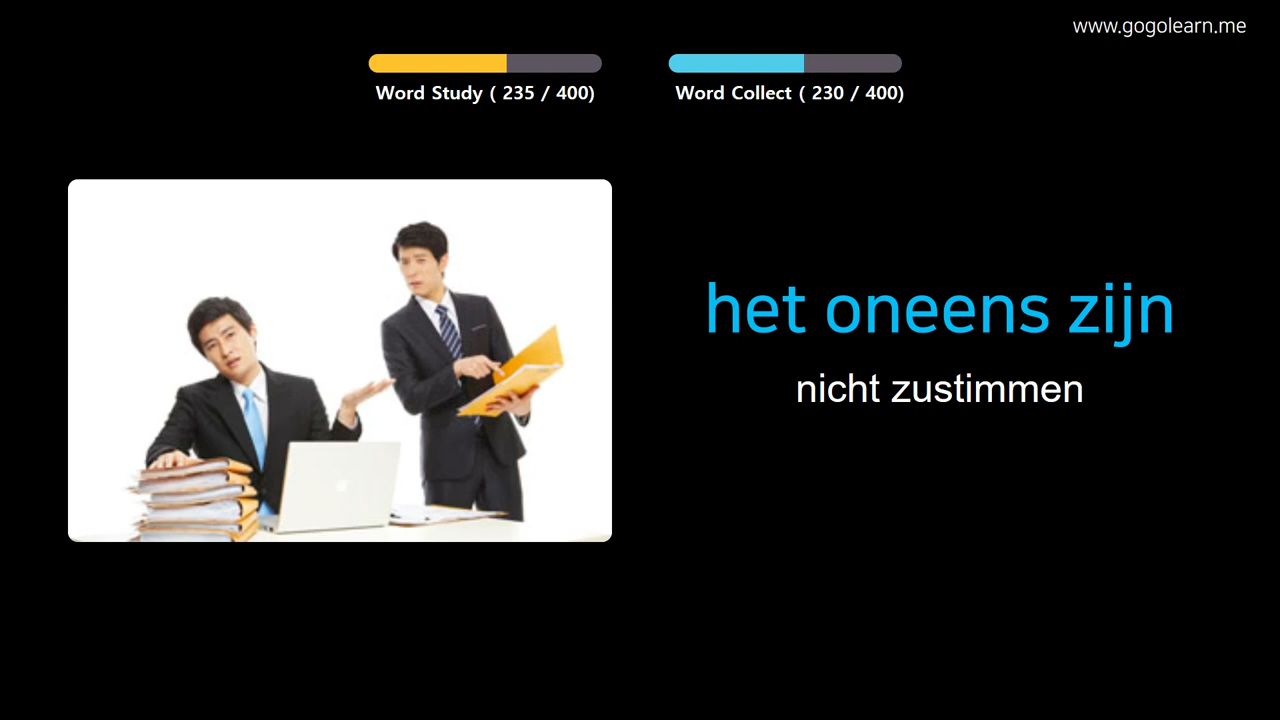 www.gogolearn.me
Word Study ( 235 / 400)
Word Collect ( 230 / 400)
het oneens zijn
nicht zustimmen